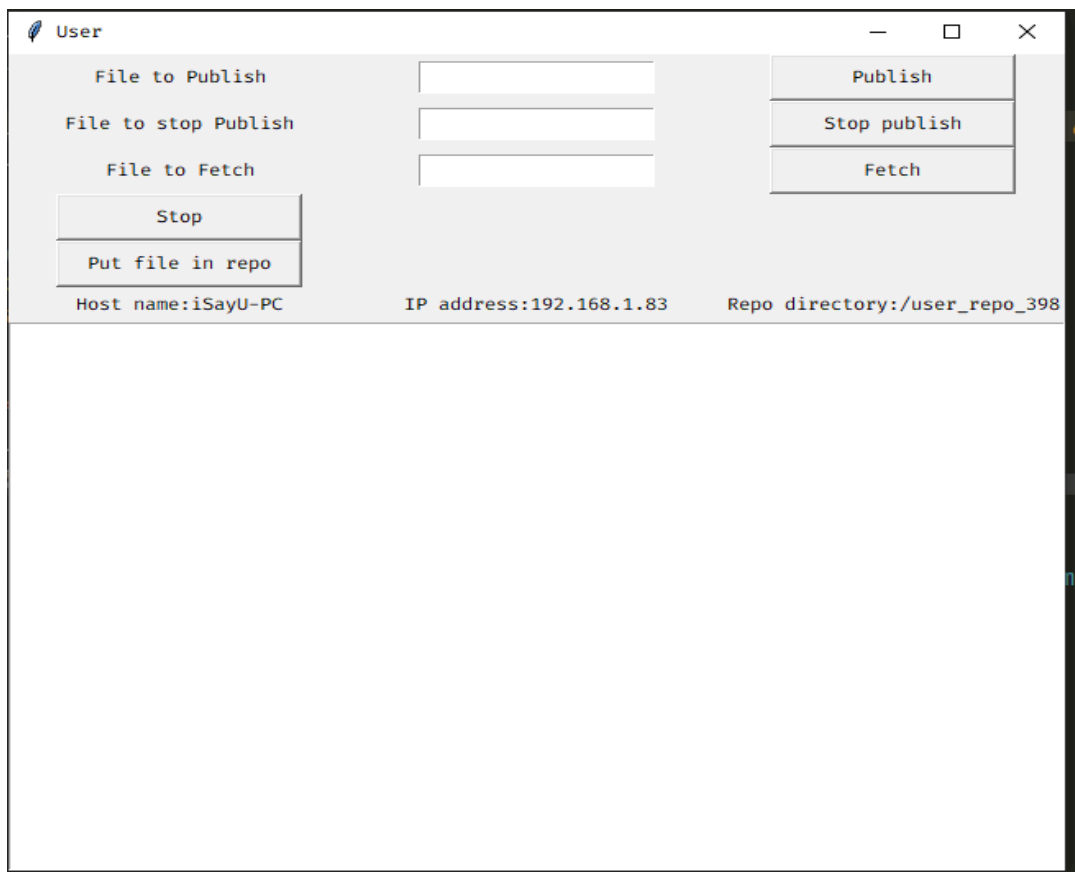 User
File to Publish Publish
File to stop Publish Stop publish
File to Fetch Fetch
Stop
Put file in repo
Host name:iSayU-PC IP address:192.168.1.83 Repo directory:/user_repo_398
n